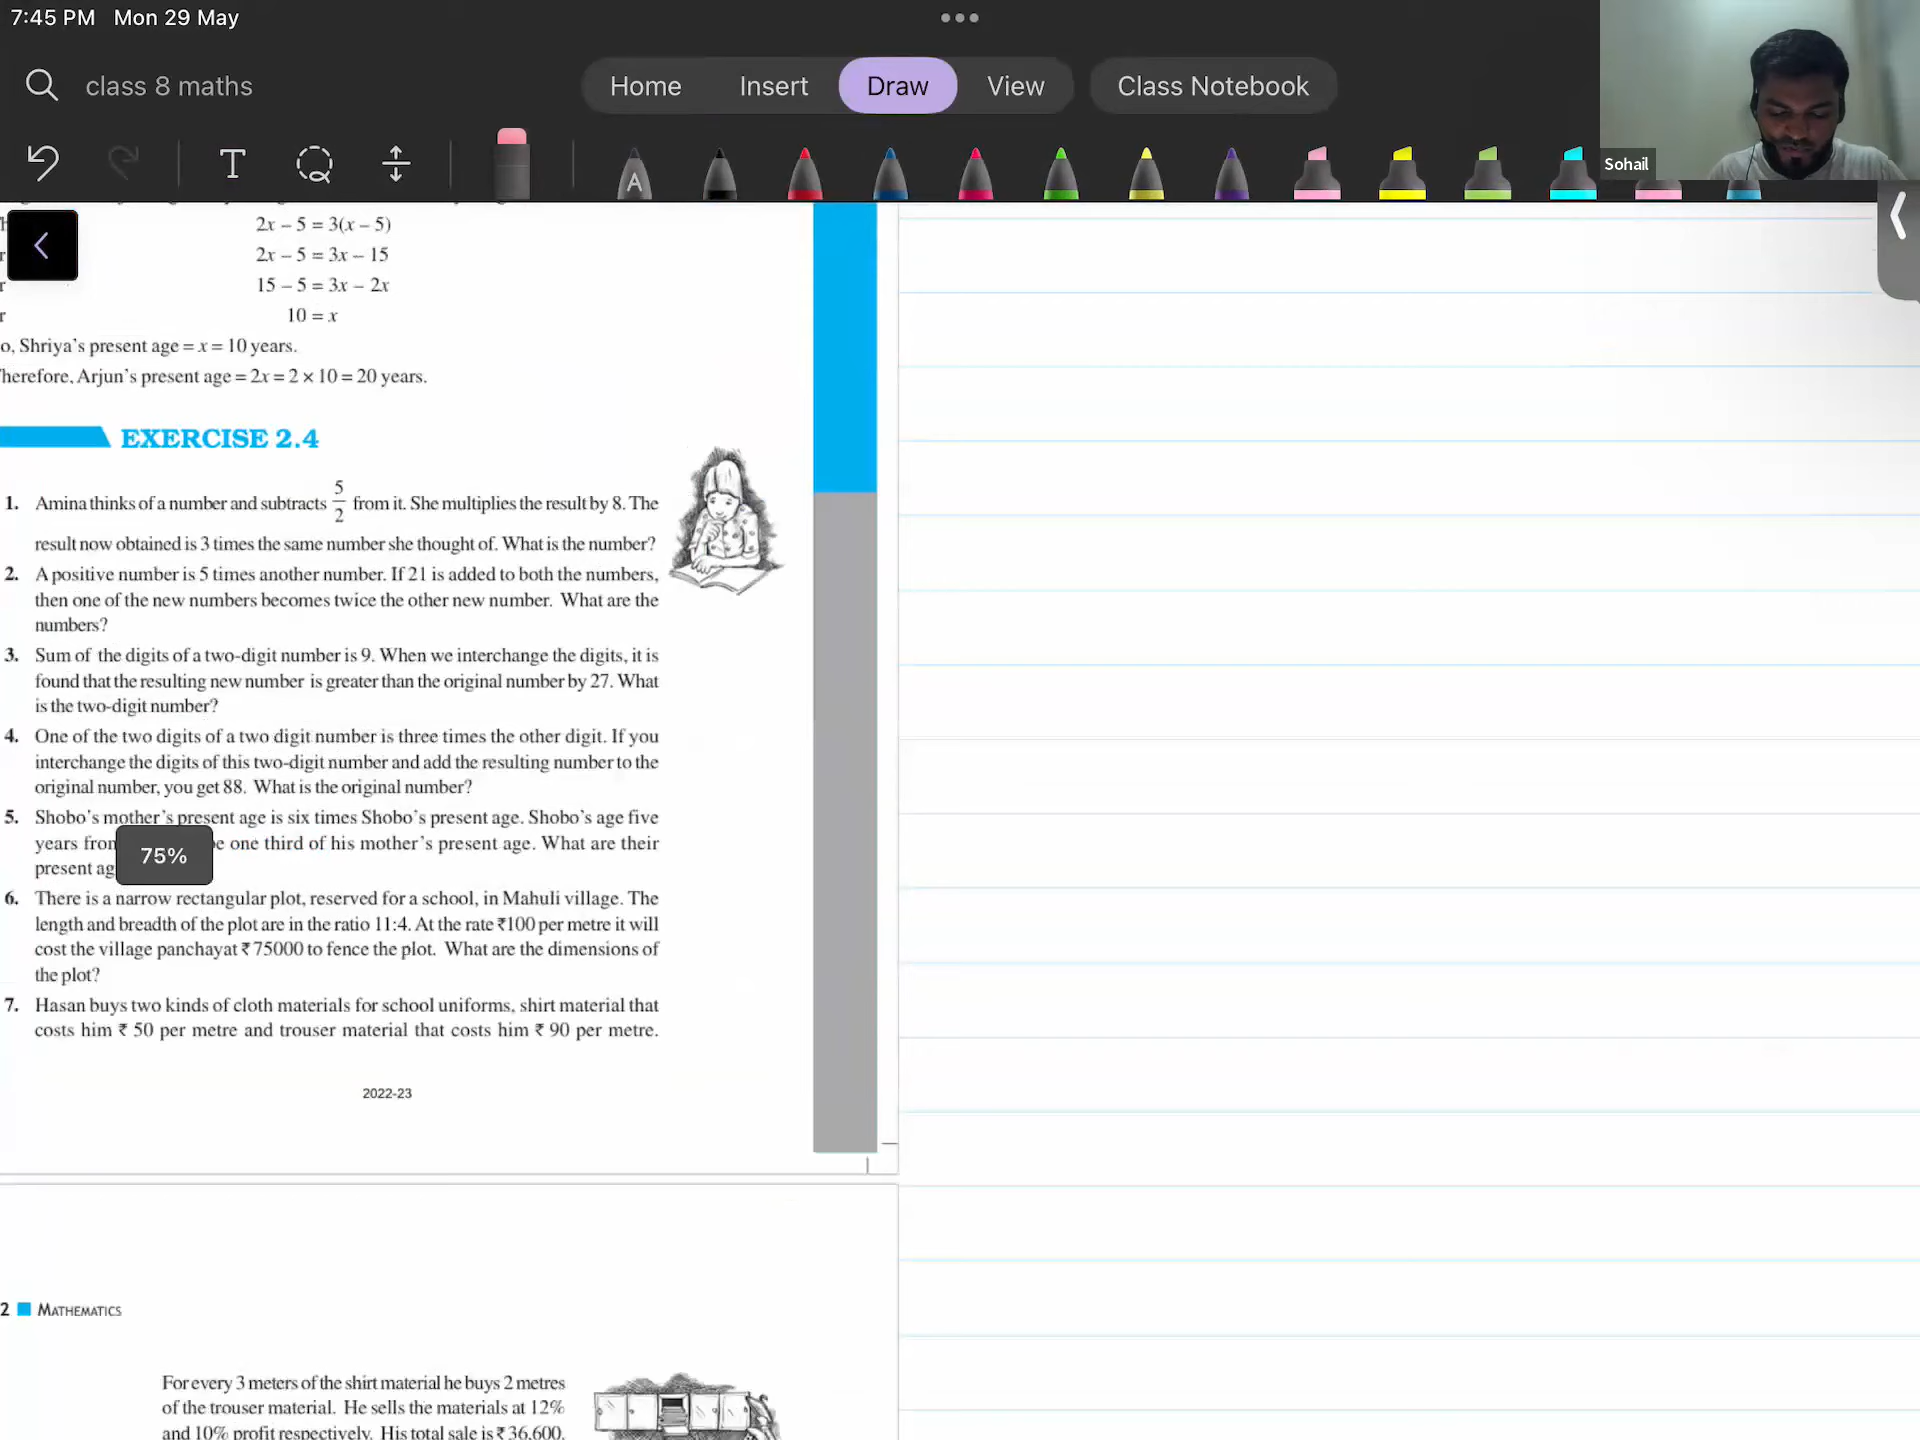 7:45 PM Mon 29 May
class 8 maths
Home Insert Draw View Class Notebook
T
A
Sohail
2x – 5 = 3(x – 5)
2x – 5 = 3x – 15
r 15 – 5 = 3x – 2x
r 10 = x
o, Shriya's present age = x = 10 years.
herefore, Arjun's present age = 2x = 2 × 10 = 20 years.
EXERCISE 2.4
1. Amina thinks of a number and subtracts 5/2 from it. She multiplies the result by 8. The
result now obtained is 3 times the same number she thought of. What is the number?
2. A positive number is 5 times another number. If 21 is added to both the numbers,
then one of the new numbers becomes twice the other new number. What are the
numbers?
3. Sum of the digits of a two-digit number is 9. When we interchange the digits, it is
found that the resulting new number is greater than the original number by 27. What
is the two-digit number?
4. One of the two digits of a two digit number is three times the other digit. If you
interchange the digits of this two-digit number and add the resulting number to the
original number, you get 88. What is the original number?
5. Shobo's mother's present age is six times Shobo's present age. Shobo's age five
years fron e one third of his mother's present age. What are their
present ag
75%
6. There is a narrow rectangular plot, reserved for a school, in Mahuli village. The
length and breadth of the plot are in the ratio 11:4. At the rate ₹100 per metre it will
cost the village panchayat ₹ 75000 to fence the plot. What are the dimensions of
the plot?
7. Hasan buys two kinds of cloth materials for school uniforms, shirt material that
costs him ₹ 50 per metre and trouser material that costs him ₹ 90 per metre.
2022-23
2 MATHEMATICS
For every 3 meters of the shirt material he buys 2 metres
of the trouser material. He sells the materials at 12%
and 10% profit respectively. His total sale is ₹ 36,600.